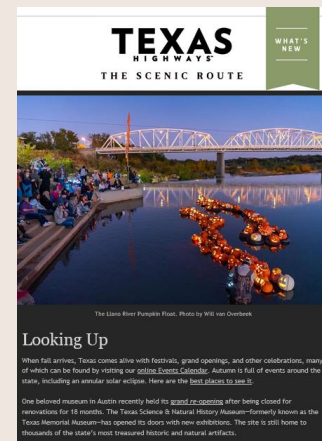 TEXAS
HIGHWAYS
THE SCENIC ROUTE
WHAT'S
NEW
The Llano River Pumpkin Float. Photo by Will van Overbeek
Looking Up
When fall arrives, Texas comes alive with festivals, grand openings, and other celebrations, many
of which can be found by visiting our online Events Calendar. Autumn is full of events around the
state, including an annular solar eclipse. Here are the best places to see it.
One beloved museum in Austin recently held its grand re-opening after being closed for
renovations for 18 months. The Texas Science & Natural History Museum—formerly known as the
Texas Memorial Museum—has opened its doors with new exhibitions. The site is still home to
thousands of the state's most treasured historic and natural artifacts.